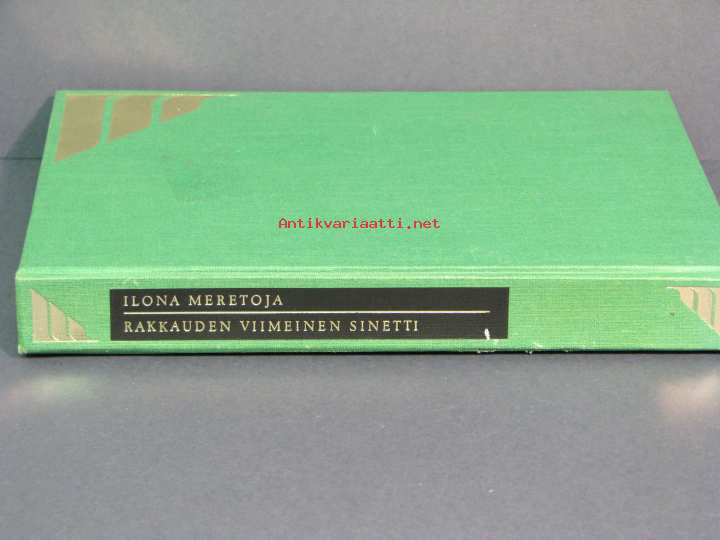 Antikvariaatti.net
ILONA MERETOJA
RAKKAUDEN VIIMEINEN SINETTI